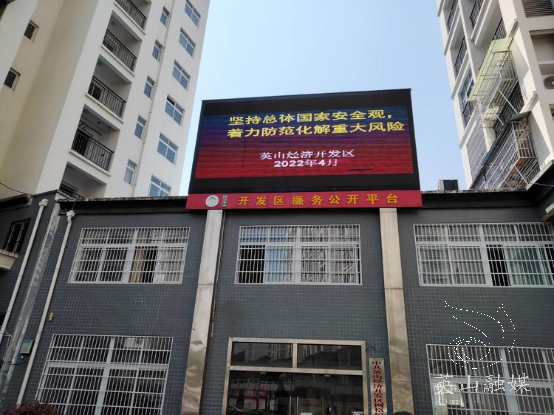 坚持总体国家安全观,
着力防范化解重大风险
英山经济开发区
2022年4月
开发区廉务公开平台
英山融媒